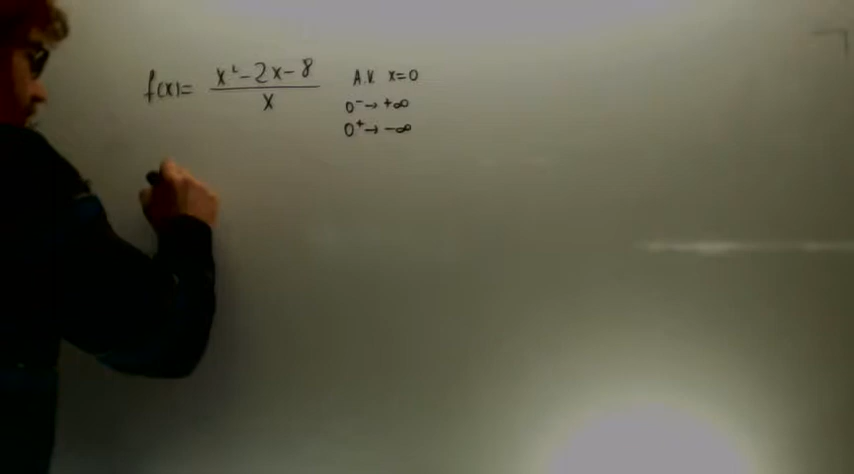 f(x)= x²-2x-8 / x
A.V. x=0
0⁻→+∞
0⁺→-∞